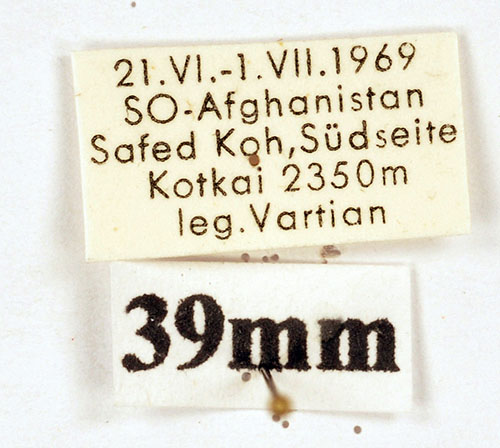 21.VI.-1.VII.1969
SO-Afghanistan
Safed Koh,Südseite
Kotkai 2350m
leg.Vartian
39mm